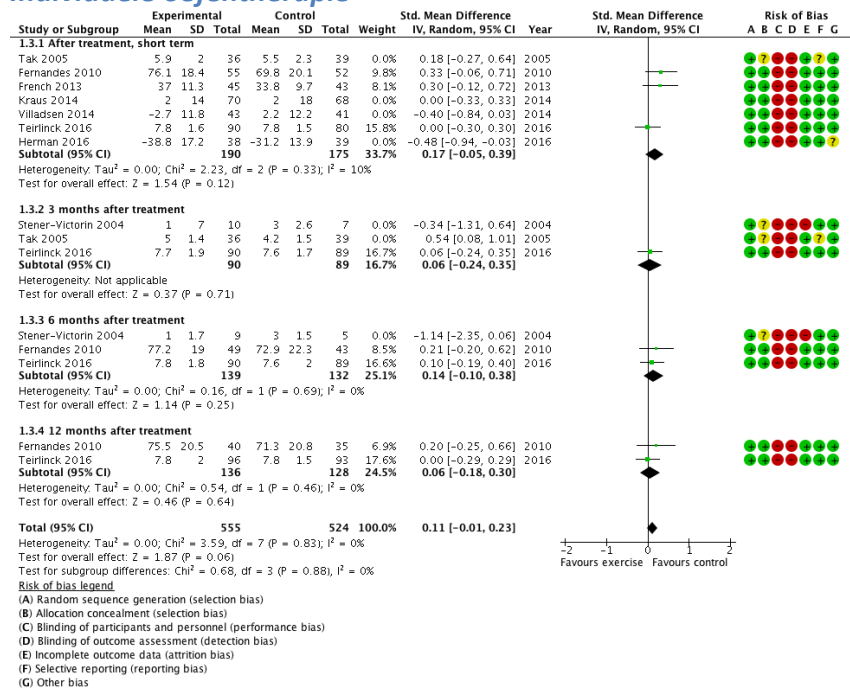 Experimental Control Std. Mean Difference Std. Mean Difference Risk of Bias
Study or Subgroup Mean SD Total Mean SD Total Weight IV, Random, 95% CI Year IV, Random, 95% CI A B C D E F G
1.3.1 After treatment, short term
Tak 2005 5.9 2 36 5.5 2.3 39 0.0% 0.18 [-0.27, 0.64] 2005 + ? - - + ? +
Fernandes 2010 76.1 18.4 55 69.8 20.1 52 9.8% 0.33 [-0.06, 0.71] 2010 + + - - + + +
French 2013 37 11.3 45 33.8 9.7 43 8.1% 0.30 [-0.12, 0.72] 2013 + + - - + + +
Kraus 2014 2 14 70 2 18 68 0.0% 0.00 [-0.33, 0.33] 2014 + + - - + + +
Villadsen 2014 -2.7 11.8 43 2.2 12.2 41 0.0% -0.40 [-0.84, 0.03] 2014 + + - - + + +
Teirlinck 2016 7.8 1.6 90 7.8 1.5 80 15.8% 0.00 [-0.30, 0.30] 2016 + + - - + + +
Herman 2016 -38.8 17.2 38 -31.2 13.9 39 0.0% -0.48 [-0.94, -0.03] 2016 + + - - + + ?
Subtotal (95% CI) 190 175 33.7% 0.17 [-0.05, 0.39]
Heterogeneity: Tau² = 0.00; Chi² = 2.23, df = 2 (P = 0.33); I² = 10%
Test for overall effect: Z = 1.54 (P = 0.12)
1.3.2 3 months after treatment
Stener-Victorin 2004 1 7 10 3 2.6 7 0.0% -0.34 [-1.31, 0.64] 2004 + ? - - - + +
Tak 2005 5 1.4 36 4.2 1.5 39 0.0% 0.54 [0.08, 1.01] 2005 + ? - - + ? +
Teirlinck 2016 7.7 1.9 90 7.6 1.7 89 16.7% 0.06 [-0.24, 0.35] 2016 + + - - + + +
Subtotal (95% CI) 90 89 16.7% 0.06 [-0.24, 0.35]
Heterogeneity: Not applicable
Test for overall effect: Z = 0.37 (P = 0.71)
1.3.3 6 months after treatment
Stener-Victorin 2004 1 1.7 9 3 1.5 5 0.0% -1.14 [-2.35, 0.06] 2004 + ? - - - + +
Fernandes 2010 77.2 19 49 72.9 22.3 43 8.5% 0.21 [-0.20, 0.62] 2010 + + - - + + +
Teirlinck 2016 7.8 1.8 90 7.6 2 89 16.7% 0.10 [-0.19, 0.40] 2016 + + - - + + +
Subtotal (95% CI) 139 132 25.1% 0.14 [-0.10, 0.38]
Heterogeneity: Tau² = 0.00; Chi² = 0.16, df = 1 (P = 0.69); I² = 0%
Test for overall effect: Z = 1.14 (P = 0.25)
1.3.4 12 months after treatment
Fernandes 2010 75.5 20.5 40 71.3 20.8 35 6.9% 0.20 [-0.25, 0.66] 2010 + + - - + + +
Teirlinck 2016 7.8 2 96 7.8 1.5 93 17.6% 0.00 [-0.29, 0.29] 2016 + + - - + + +
Subtotal (95% CI) 136 128 24.5% 0.06 [-0.18, 0.30]
Heterogeneity: Tau² = 0.00; Chi² = 0.54, df = 1 (P = 0.46); I² = 0%
Test for overall effect: Z = 0.46 (P = 0.64)
Total (95% CI) 555 524 100.0% 0.11 [-0.01, 0.23]
Heterogeneity: Tau² = 0.00; Chi² = 3.59, df = 7 (P = 0.83); I² = 0%
Test for overall effect: Z = 1.87 (P = 0.06)
Test for subgroup differences: Chi² = 0.68, df = 3 (P = 0.88), I² = 0%
-2 -1 0 1 2
Favours exercise Favours control
Risk of bias legend
(A) Random sequence generation (selection bias)
(B) Allocation concealment (selection bias)
(C) Blinding of participants and personnel (performance bias)
(D) Blinding of outcome assessment (detection bias)
(E) Incomplete outcome data (attrition bias)
(F) Selective reporting (reporting bias)
(G) Other bias